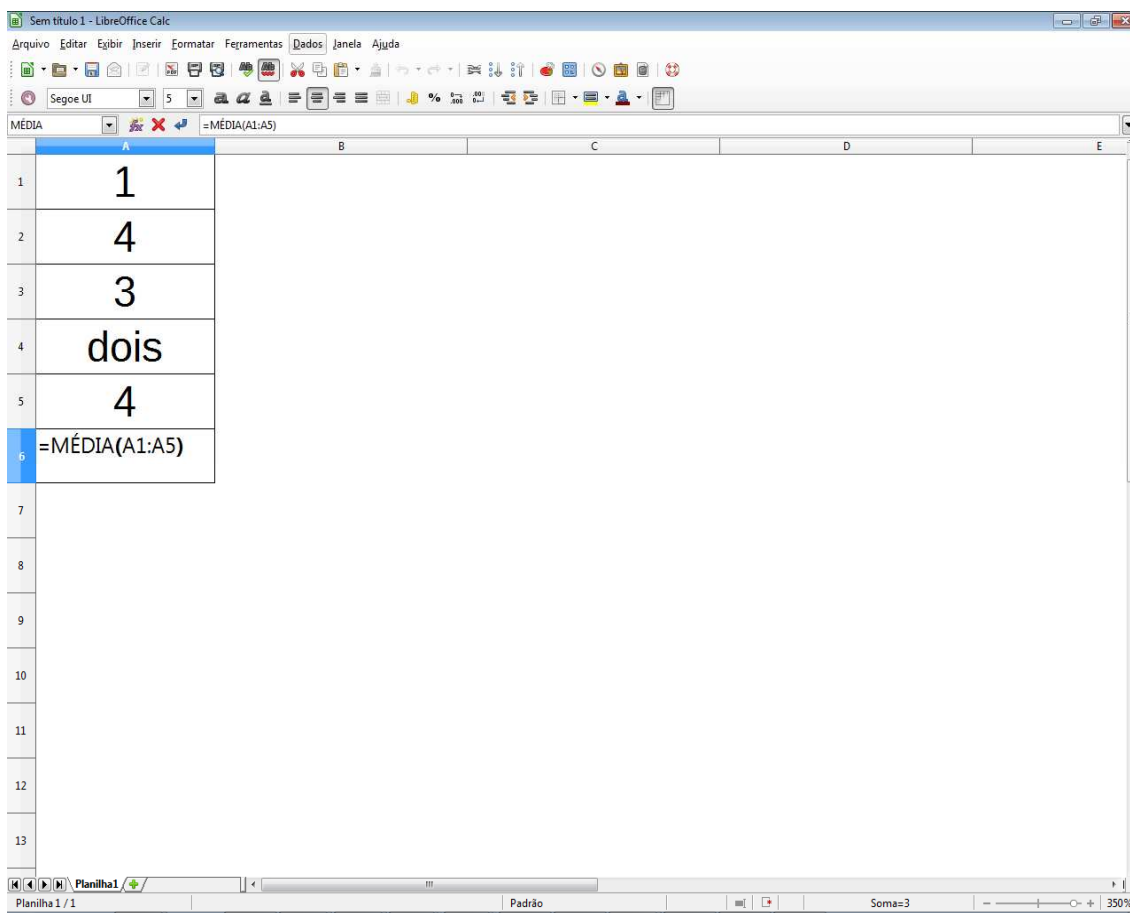 Sem título 1 - LibreOffice Calc
Arquivo Editar Exibir Inserir Formatar Ferramentas Dados Janela Ajuda
Segoe UI 5
MÉDIA =MÉDIA(A1:A5)
A B C D E
1 1
2 4
3 3
4 dois
5 4
6 =MÉDIA(A1:A5)
7
8
9
10
11
12
13
Planilha1
Planilha 1 / 1 Padrão Soma=3 350%